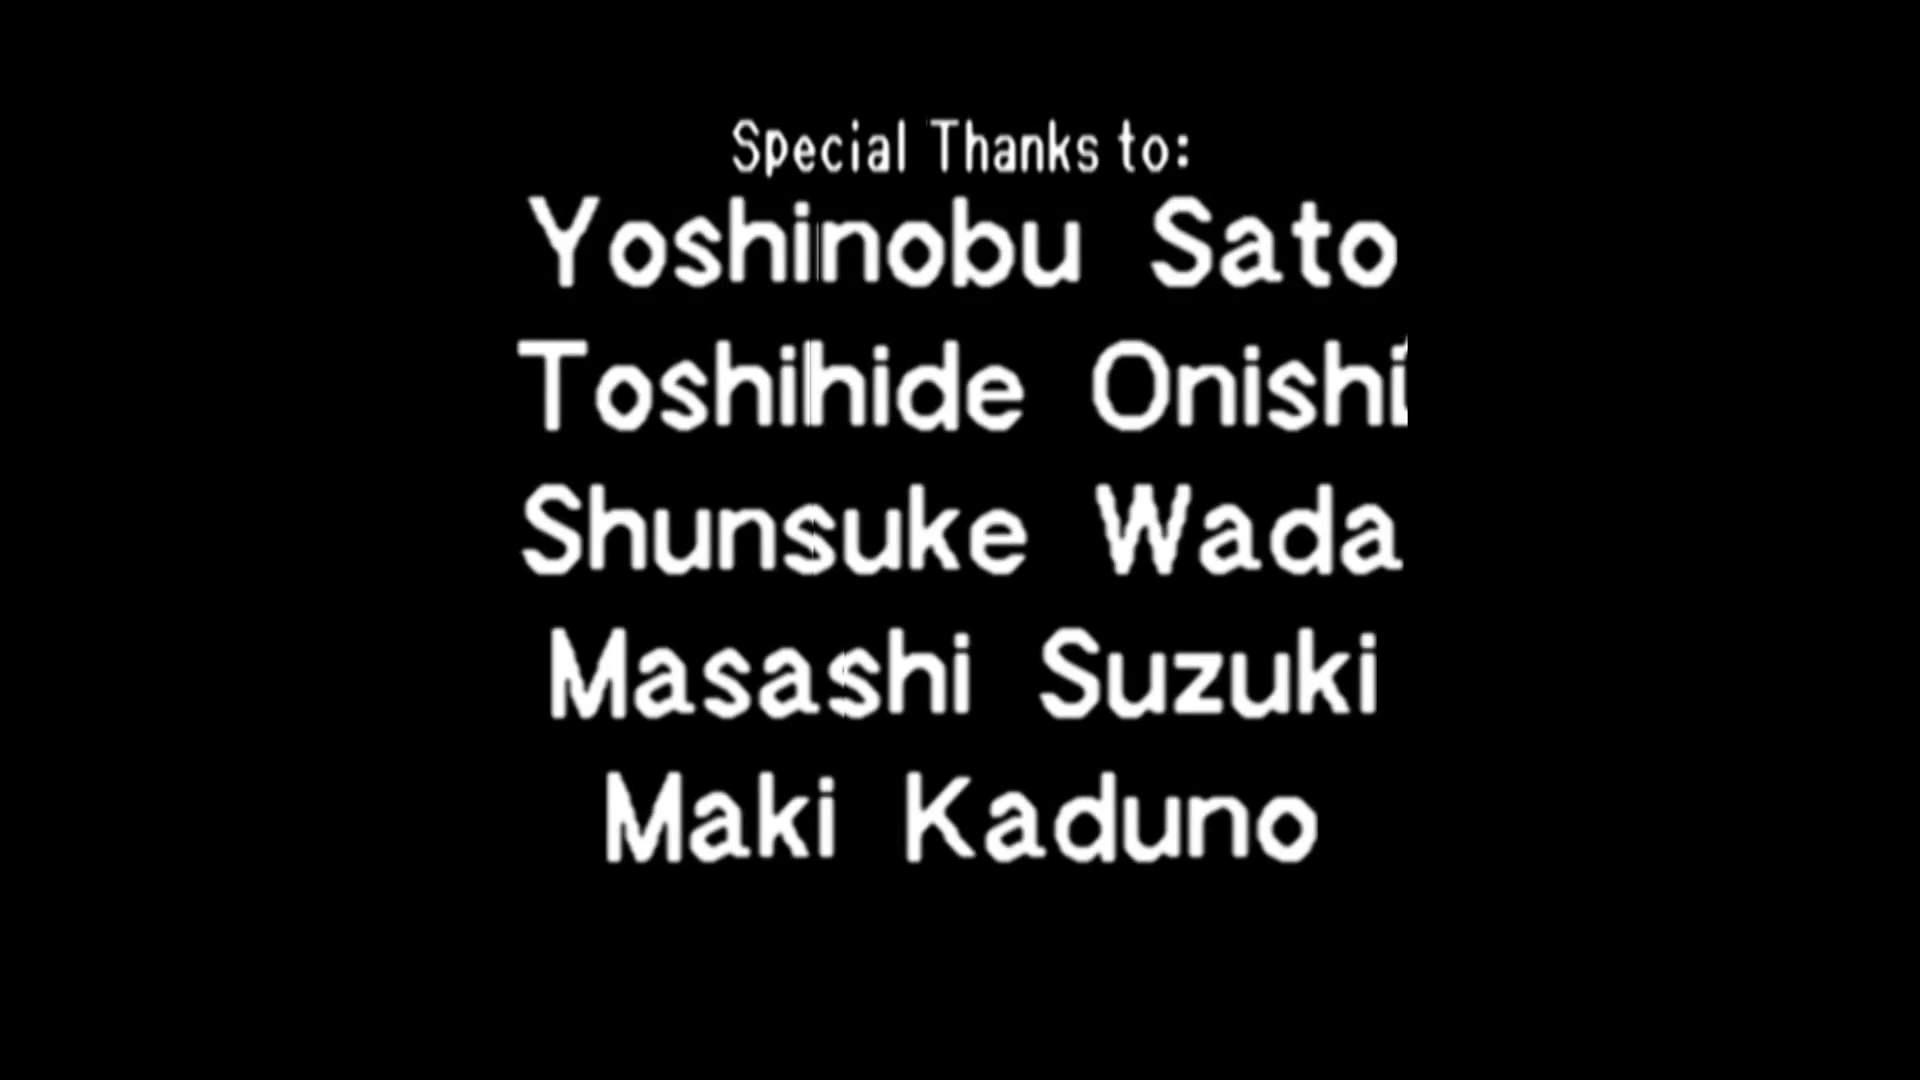 Special Thanks to:
Yoshinobu Sato
Toshihide Onishi
Shunsuke Wada
Masashi Suzuki
Maki Kaduno